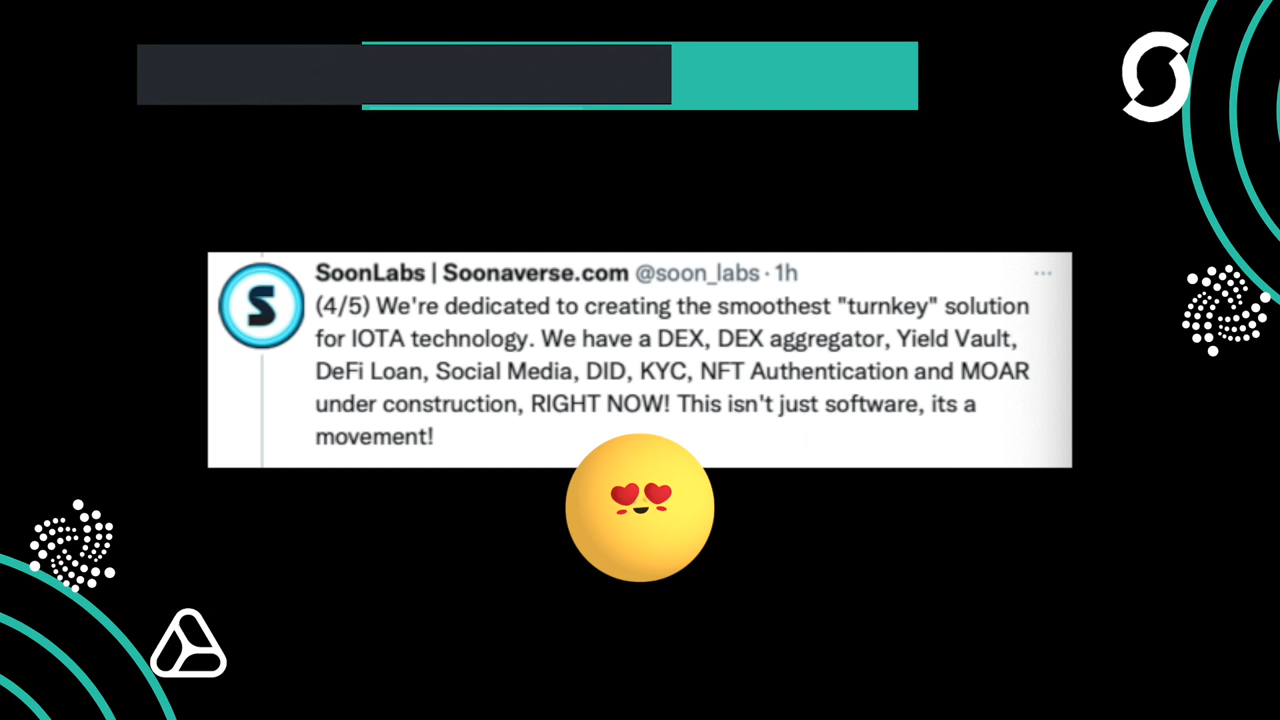 SoonLabs | Soonaverse.com @soon_labs · 1h
(4/5) We're dedicated to creating the smoothest "turnkey" solution
for IOTA technology. We have a DEX, DEX aggregator, Yield Vault,
DeFi Loan, Social Media, DID, KYC, NFT Authentication and MOAR
under construction, RIGHT NOW! This isn't just software, its a
movement!